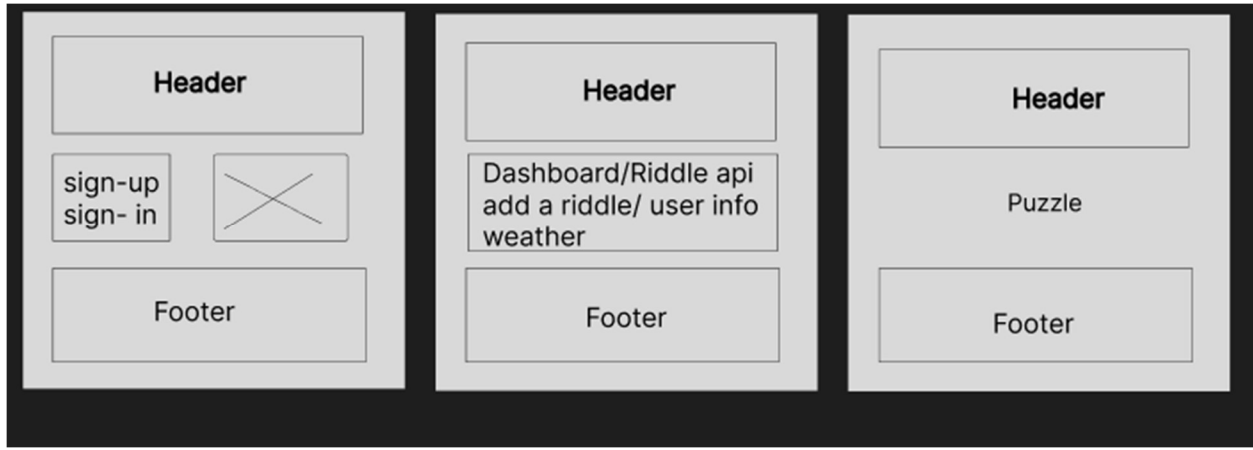 Header
sign-up
sign- in
Footer
Header
Dashboard/Riddle api
add a riddle/ user info
weather
Footer
Header
Puzzle
Footer